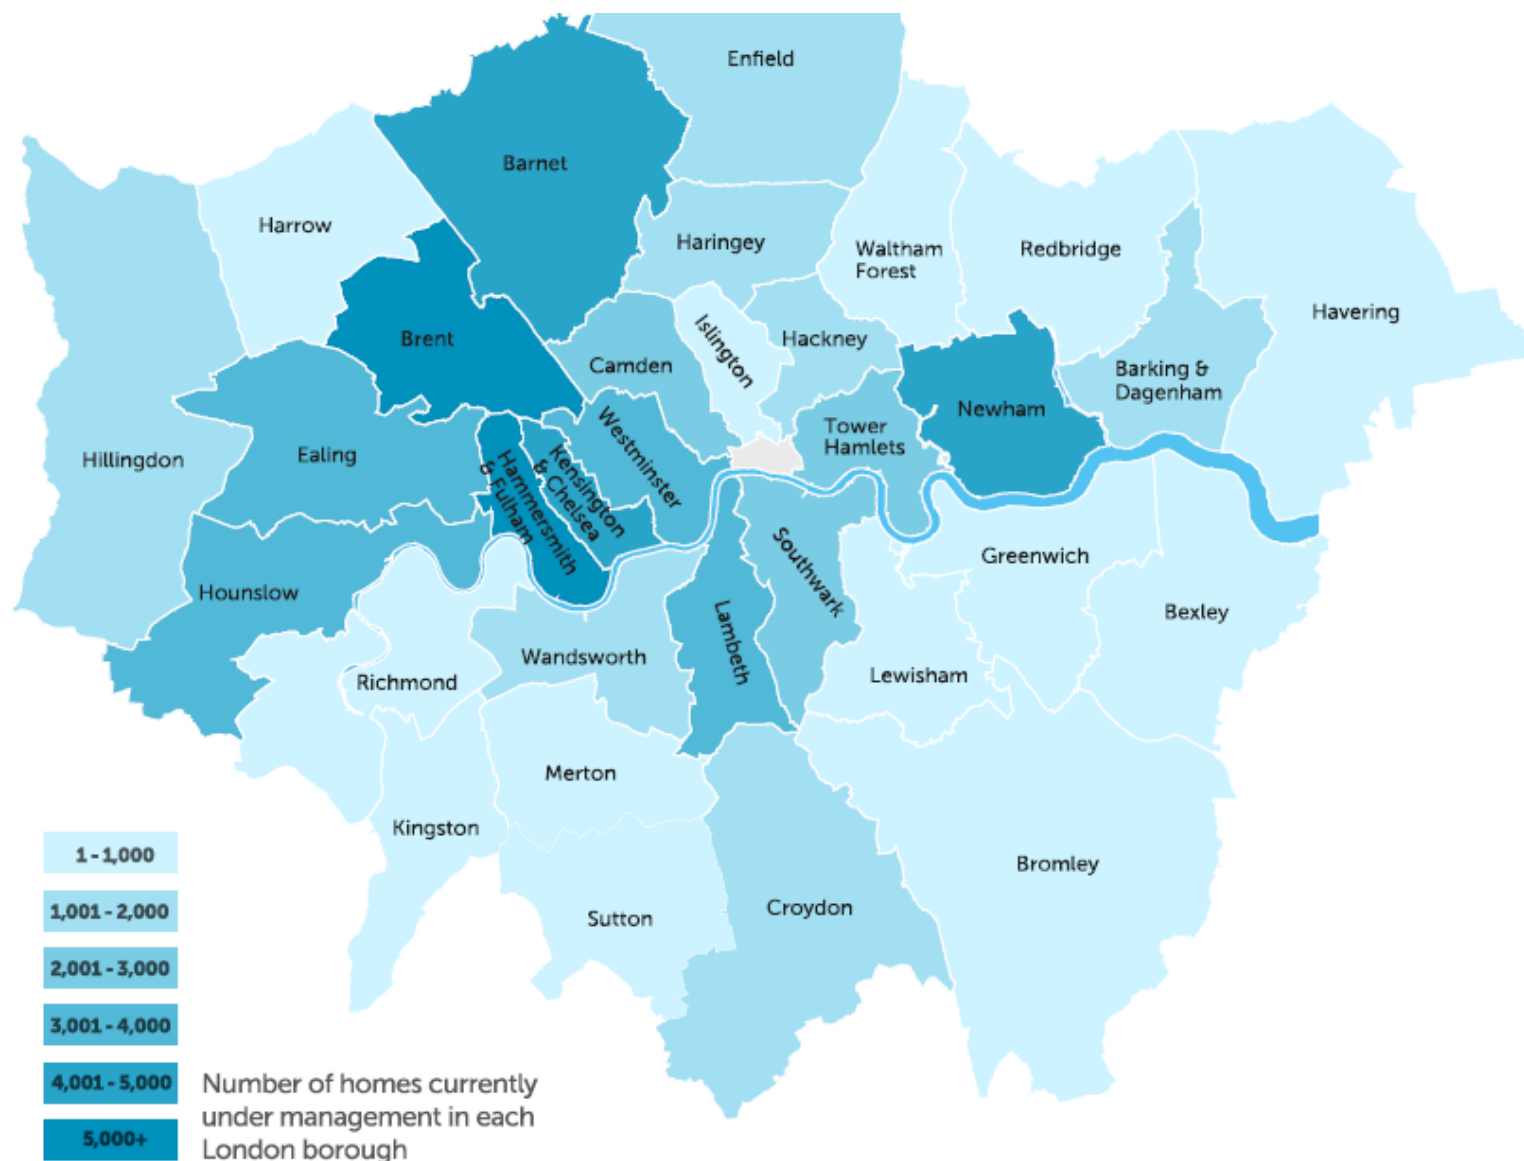 Enfield
Barnet
Harrow
Haringey
Waltham
Forest
Redbridge
Havering
Brent
Camden
Islington
Hackney
Barking &
Dagenham
Newham
Tower
Hamlets
Westminster
Kensington
& Chelsea
Hammersmith
& Fulham
Ealing
Hillingdon
Hounslow
Southwark
Greenwich
Lambeth
Bexley
Wandsworth
Richmond
Lewisham
Merton
Kingston
Bromley
Sutton
Croydon
1 - 1,000
1,001 - 2,000
2,001 - 3,000
3,001 - 4,000
4,001 - 5,000
5,000+
Number of homes currently
under management in each
London borough